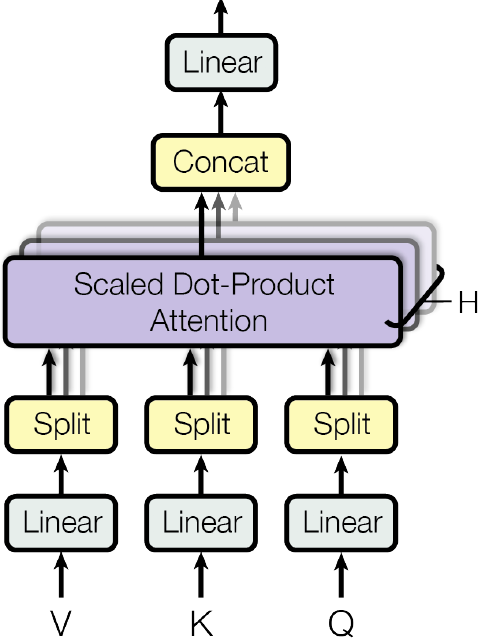 Linear
Concat
Scaled Dot-Product
Attention
H
Split Split Split
Linear Linear Linear
V K Q